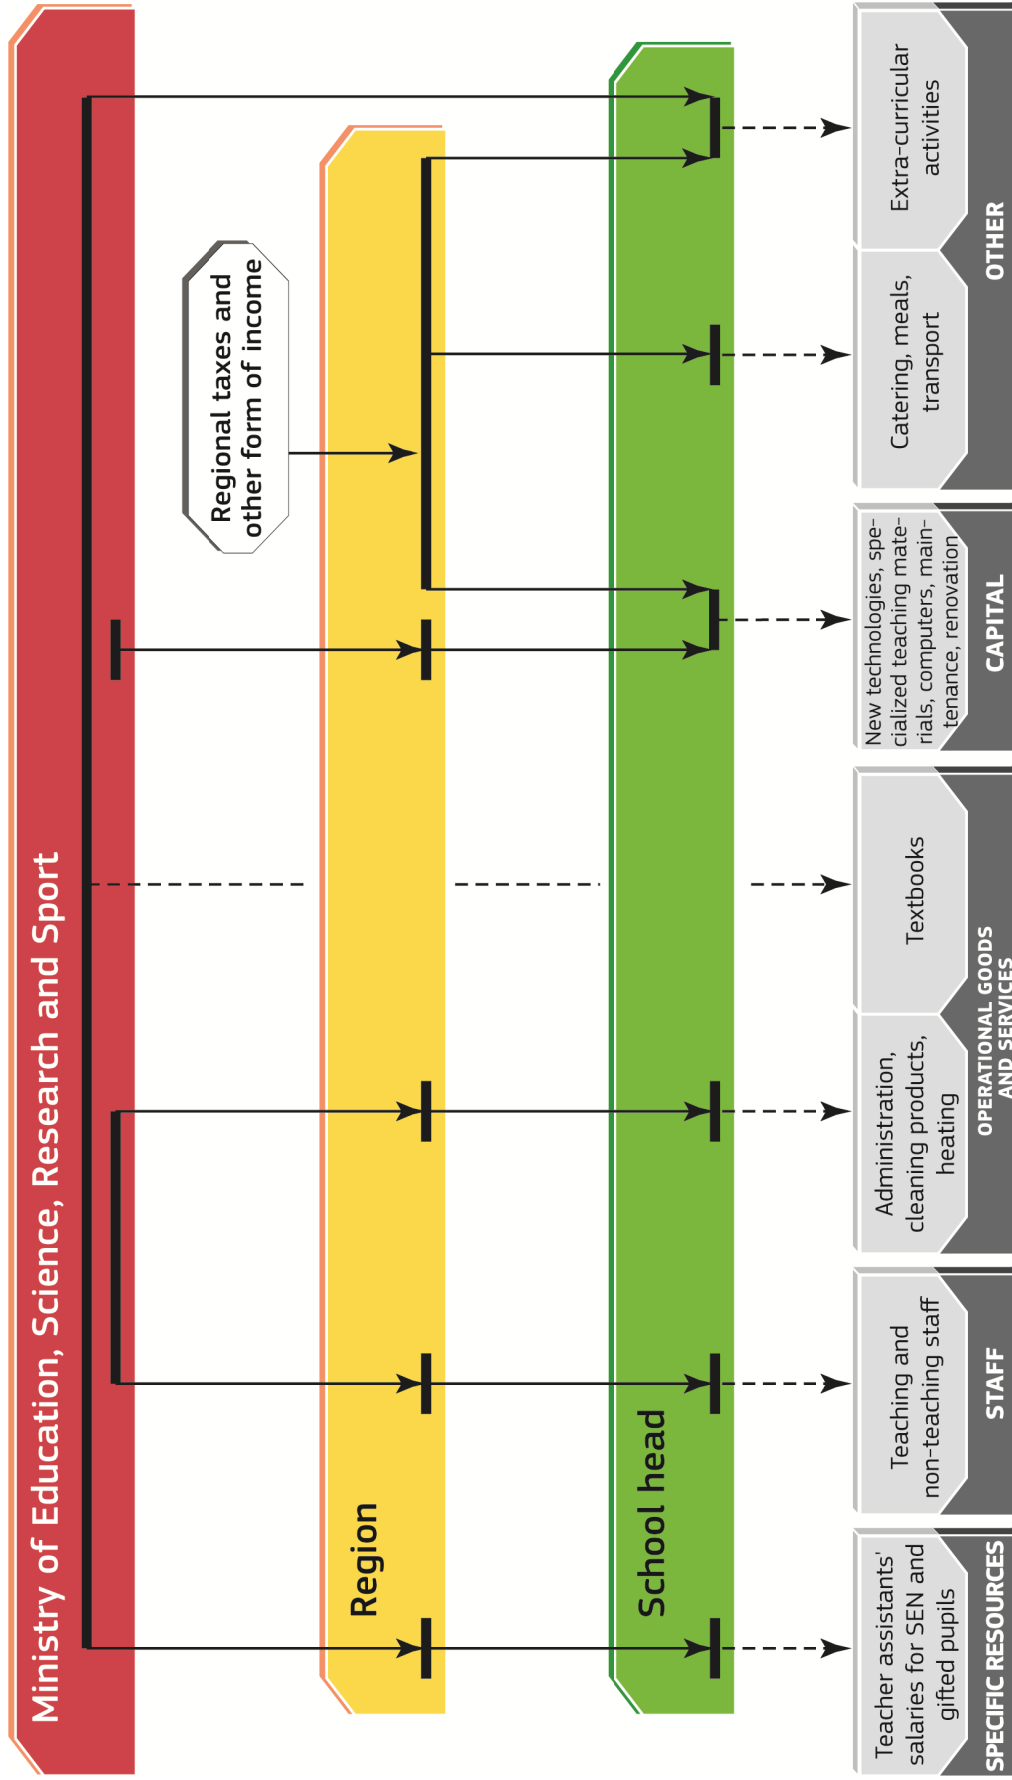 Ministry of Education, Science, Research and Sport
Regional taxes and
other form of income
Region
School head
Teacher assistants'
salaries for SEN and
gifted pupils
SPECIFIC RESOURCES
Teaching and
non-teaching staff
STAFF
Administration,
cleaning products,
heating
Textbooks
OPERATIONAL GOODS
AND SERVICES
New technologies, spe-
cialized teaching mate-
rials, computers, main-
tenance, renovation
CAPITAL
Catering, meals,
transport
Extra-curricular
activities
OTHER